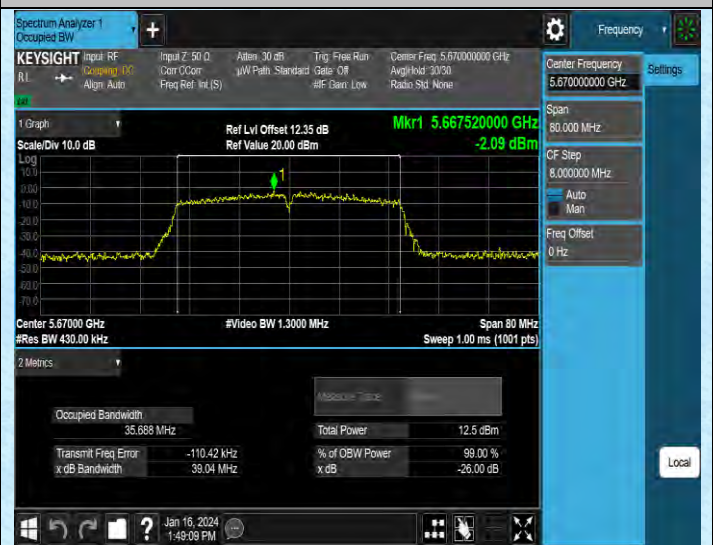 Spectrum Analyzer 1
Occupied BW
+
Frequency
KEYSIGHT Input: RF
R L
Coupling: DC
Align: Auto
Input Z: 50 Ω
Corr CCorr
Freq Ref: Int (S)
Atten: 30 dB
µW Path: Standard
Trig: Free Run
Gate: Off
#IF Gain: Low
Center Freq: 5.670000000 GHz
Avg|Hold: 30/30
Radio Std: None
1 Graph
Scale/Div 10.0 dB
Ref Lvl Offset 12.35 dB
Ref Value 20.00 dBm
Mkr1 5.667520000 GHz
-2.09 dBm
Log
10.0
0.00
-10.0
-20.0
-30.0
-40.0
-50.0
-60.0
-70.0
1
Center 5.67000 GHz
#Res BW 430.00 kHz
#Video BW 1.3000 MHz
Span 80 MHz
Sweep 1.00 ms (1001 pts)
2 Metrics
Occupied Bandwidth
35.688 MHz
Transmit Freq Error -110.42 kHz
x dB Bandwidth 39.04 MHz
Measure Trace
Total Power 12.5 dBm
% of OBW Power 99.00 %
x dB -26.00 dB
Center Frequency
5.670000000 GHz
Span
80.000 MHz
CF Step
8.000000 MHz
Auto
Man
Freq Offset
0 Hz
Settings
Local
?
Jan 16, 2024
1:49:09 PM